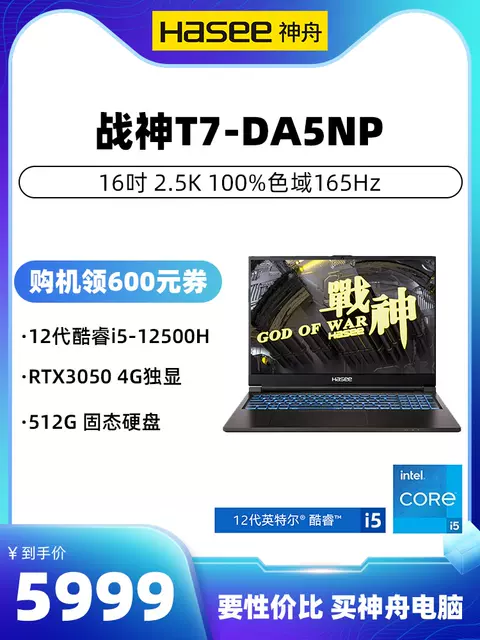 Hasee 神舟
战神T7-DA5NP
16吋 2.5K 100%色域165Hz
购机领600元券
·12代酷睿i5-12500H
·RTX3050 4G独显
·512G 固态硬盘
戰神
GOD OF WAR
Hasee
Hasee
intel
CORE
i5
12代英特尔® 酷睿™ i5
¥到手价
5999
要性价比 买神舟电脑